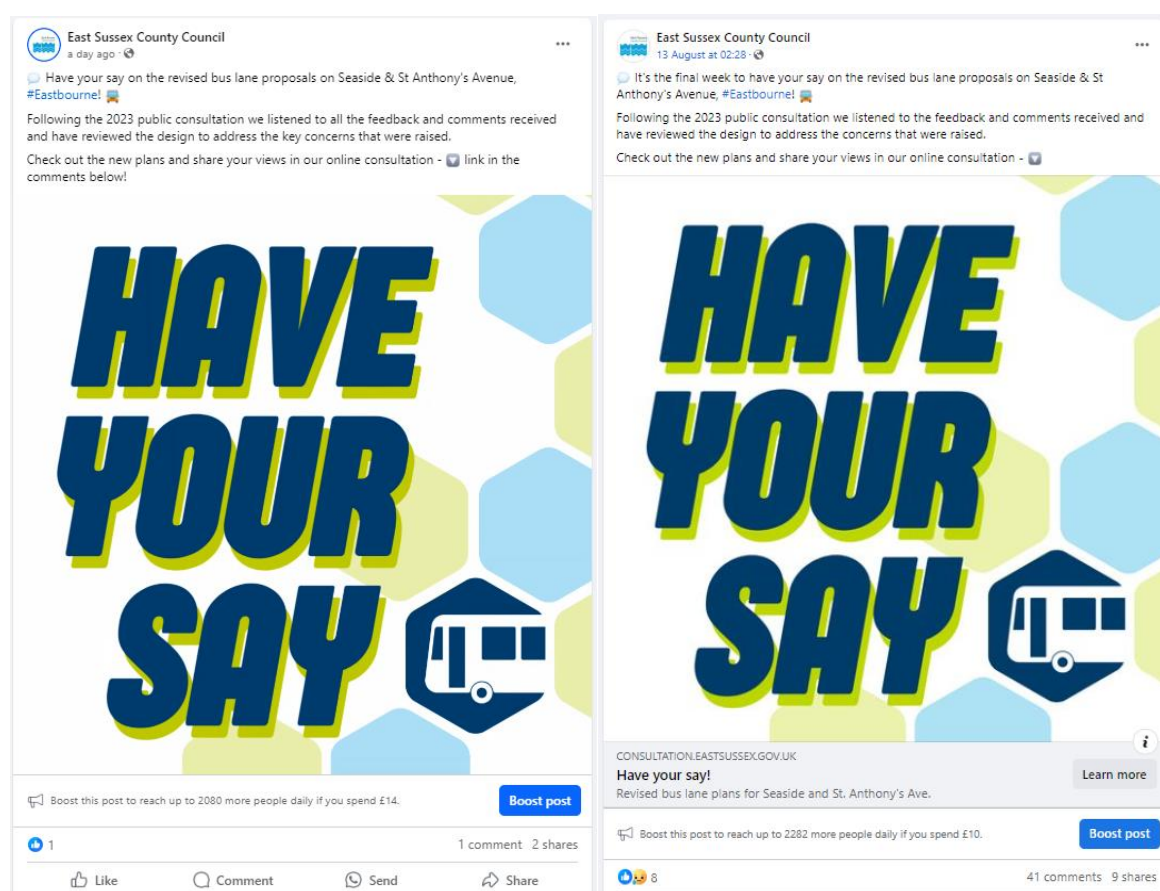 East Sussex County Council
a day ago ·
Have your say on the revised bus lane proposals on Seaside & St Anthony's Avenue,
#Eastbourne!
Following the 2023 public consultation we listened to all the feedback and comments received
and have reviewed the design to address the key concerns that were raised.
Check out the new plans and share your views in our online consultation - link in the
comments below!
HAVE
YOUR
SAY
Boost this post to reach up to 2080 more people daily if you spend £14.
Boost post
1
1 comment 2 shares
Like Comment Send Share
East Sussex County Council
13 August at 02:28 ·
It's the final week to have your say on the revised bus lane proposals on Seaside & St
Anthony's Avenue, #Eastbourne!
Following the 2023 public consultation we listened to the feedback and comments received and
have reviewed the design to address the concerns that were raised.
Check out the new plans and share your views in our online consultation -
HAVE
YOUR
SAY
CONSULTATION.EASTSUSSEX.GOV.UK
Have your say!
Revised bus lane plans for Seaside and St. Anthony's Ave.
Learn more
Boost this post to reach up to 2282 more people daily if you spend £10.
Boost post
8
41 comments 9 shares